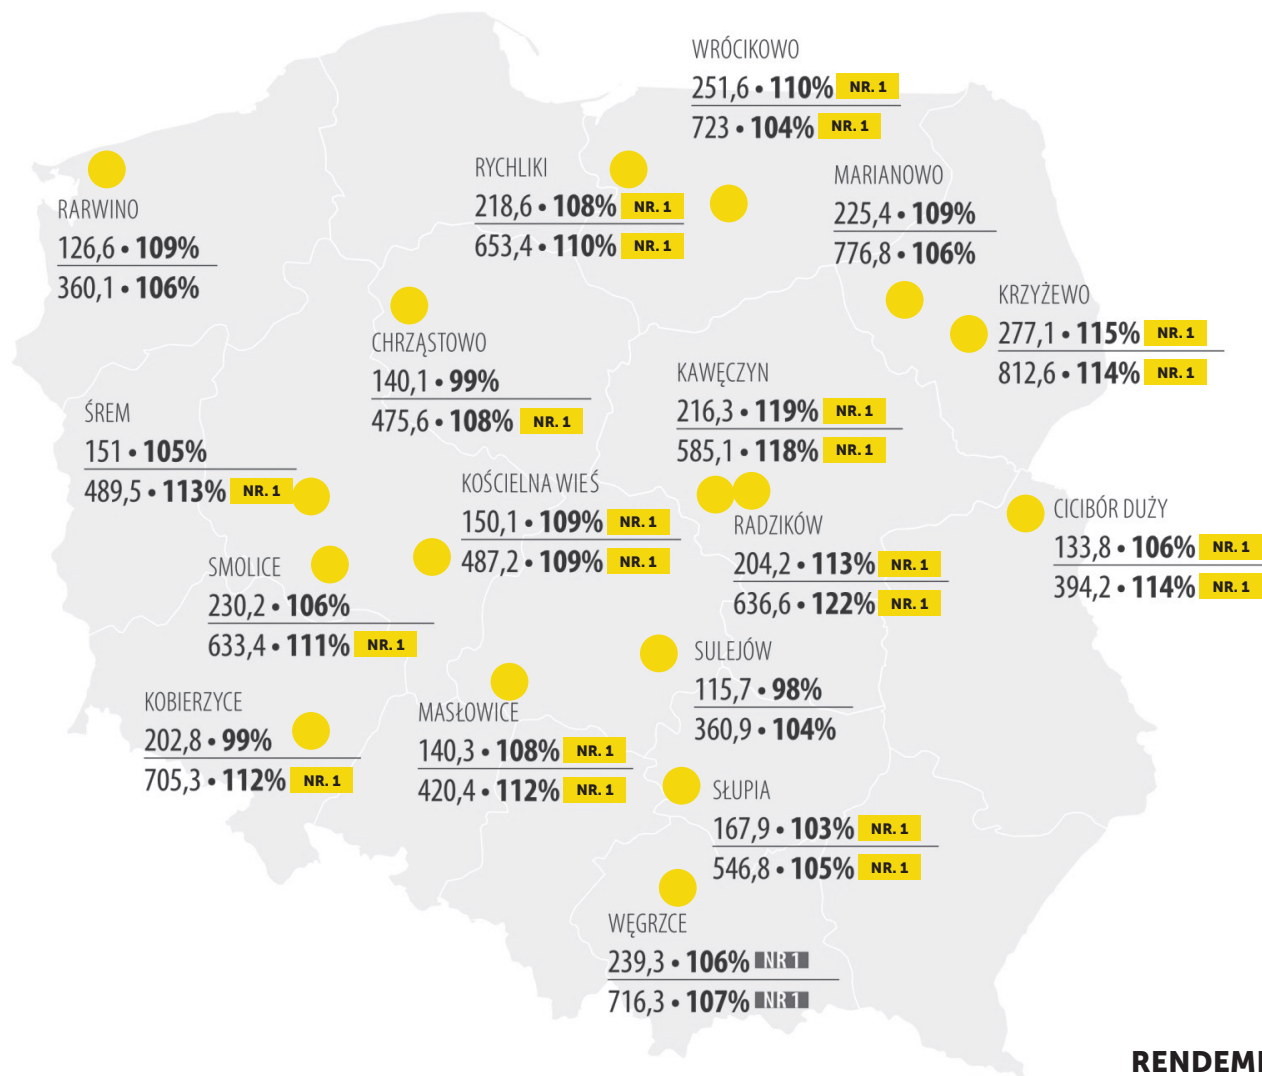 WRÓCIKOWO
251,6 • 110% NR. 1
723 • 104% NR. 1
RYCHLIKI
218,6 • 108% NR. 1
653,4 • 110% NR. 1
MARIANOWO
225,4 • 109%
776,8 • 106%
RARWINO
126,6 • 109%
360,1 • 106%
KRZYŻEWO
277,1 • 115% NR. 1
812,6 • 114% NR. 1
CHRZĄSTOWO
140,1 • 99%
475,6 • 108% NR. 1
KAWĘCZYN
216,3 • 119% NR. 1
585,1 • 118% NR. 1
ŚREM
151 • 105%
489,5 • 113% NR. 1
KOŚCIELNA WIEŚ
150,1 • 109% NR. 1
487,2 • 109% NR. 1
RADZIKÓW
204,2 • 113% NR. 1
636,6 • 122% NR. 1
CICIBÓR DUŻY
133,8 • 106% NR. 1
394,2 • 114% NR. 1
SMOLICE
230,2 • 106%
633,4 • 111% NR. 1
SULEJÓW
115,7 • 98%
360,9 • 104%
KOBIERZYCE
202,8 • 99%
705,3 • 112% NR. 1
MASŁOWICE
140,3 • 108% NR. 1
420,4 • 112% NR. 1
SŁUPIA
167,9 • 103% NR. 1
546,8 • 105% NR. 1
WĘGRZCE
239,3 • 106% NR 1
716,3 • 107% NR 1